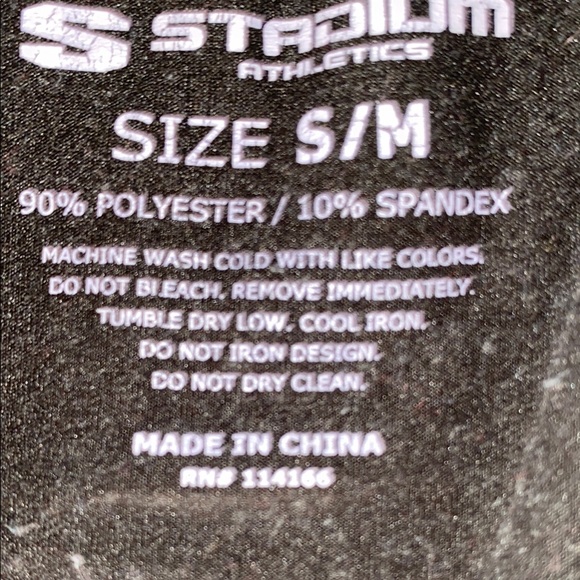 S STADIUM
ATHLETICS
SIZE S/M
90% POLYESTER / 10% SPANDEX
MACHINE WASH COLD WITH LIKE COLORS.
DO NOT BLEACH. REMOVE IMMEDIATELY.
TUMBLE DRY LOW. COOL IRON.
DO NOT IRON DESIGN.
DO NOT DRY CLEAN.
MADE IN CHINA
RN# 114166